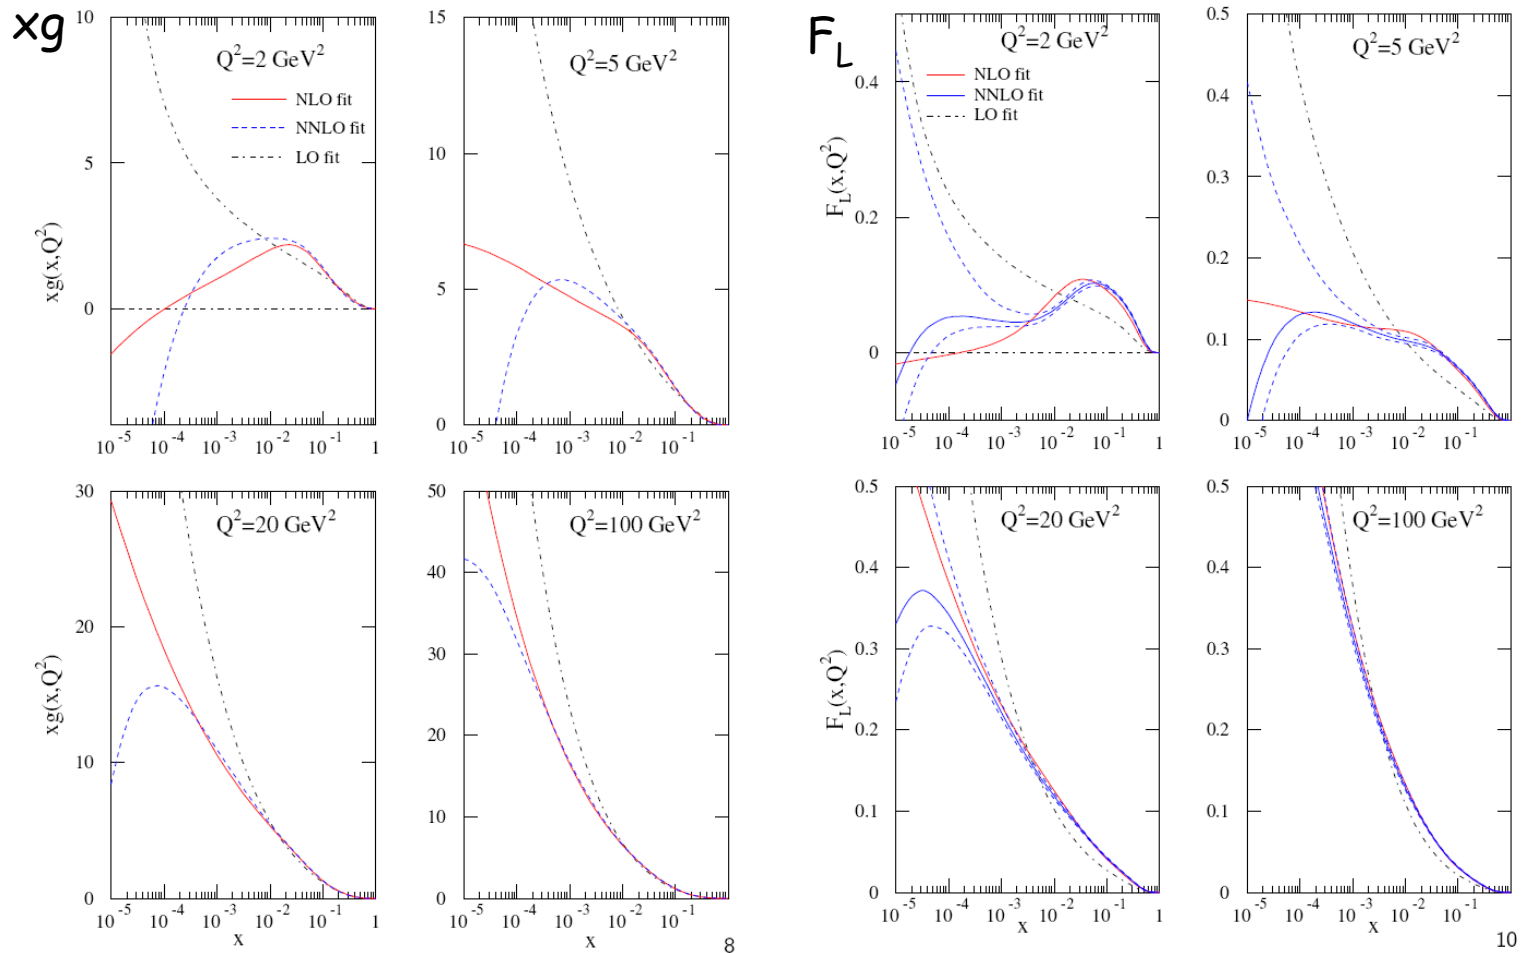 xg
10
5
0
xg(x,Q²)
Q²=2 GeV²
NLO fit
NNLO fit
LO fit
10⁻⁵ 10⁻⁴ 10⁻³ 10⁻² 10⁻¹ 1
15
10
5
0
Q²=5 GeV²
10⁻⁵ 10⁻⁴ 10⁻³ 10⁻² 10⁻¹
30
20
10
0
xg(x,Q²)
Q²=20 GeV²
10⁻⁵ 10⁻⁴ 10⁻³ 10⁻² 10⁻¹ 1
x
50
40
30
20
10
0
Q²=100 GeV²
10⁻⁵ 10⁻⁴ 10⁻³ 10⁻² 10⁻¹ 1
x
8
F_L
0.4
0.2
0
F_L(x,Q²)
Q²=2 GeV²
NLO fit
NNLO fit
LO fit
10⁻⁵ 10⁻⁴ 10⁻³ 10⁻² 10⁻¹ 1
0.5
0.4
0.3
0.2
0.1
0
Q²=5 GeV²
10⁻⁵ 10⁻⁴ 10⁻³ 10⁻² 10⁻¹ 1
0.5
0.4
0.3
0.2
0.1
0
F_L(x,Q²)
Q²=20 GeV²
10⁻⁵ 10⁻⁴ 10⁻³ 10⁻² 10⁻¹ 1
x
0.5
0.4
0.3
0.2
0.1
0
Q²=100 GeV²
10⁻⁵ 10⁻⁴ 10⁻³ 10⁻² 10⁻¹ 1
x
10